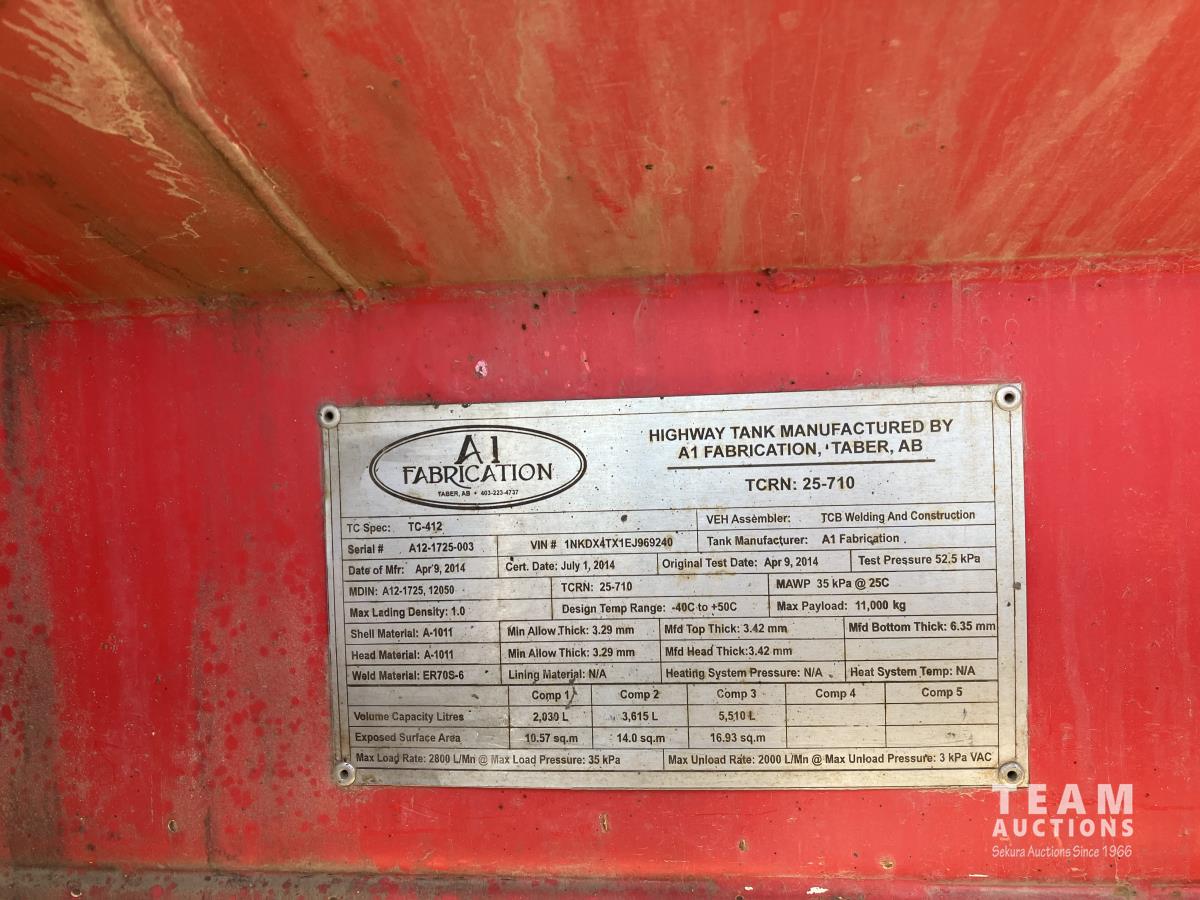 A1
FABRICATION
TABER, AB • 403-223-4737
HIGHWAY TANK MANUFACTURED BY
A1 FABRICATION, TABER, AB
TCRN: 25-710
TC Spec: TC-412
VEH Assembler: TCB Welding And Construction
Serial # A12-1725-003 VIN # 1NKDX4TX1EJ969240 Tank Manufacturer: A1 Fabrication
Date of Mfr: Apr 9, 2014 Cert. Date: July 1, 2014 Original Test Date: Apr 9, 2014 Test Pressure 52.5 kPa
MDIN: A12-1725, 12050 TCRN: 25-710 MAWP 35 kPa @ 25C
Max Lading Density: 1.0 Design Temp Range: -40C to +50C Max Payload: 11,000 kg
Shell Material: A-1011 Min Allow Thick: 3.29 mm Mfd Top Thick: 3.42 mm Mfd Bottom Thick: 6.35 mm
Head Material: A-1011 Min Allow Thick: 3.29 mm Mfd Head Thick:3.42 mm
Weld Material: ER70S-6 Lining Material: N/A Heating System Pressure: N/A Heat System Temp: N/A
Comp 1 Comp 2 Comp 3 Comp 4 Comp 5
Volume Capacity Litres 2,030 L 3,615 L 5,510 L
Exposed Surface Area 10.57 sq.m 14.0 sq.m 16.93 sq.m
Max Load Rate: 2800 L/Mn @ Max Load Pressure: 35 kPa Max Unload Rate: 2000 L/Mn @ Max Unload Pressure: 3 kPa VAC
TEAM
AUCTIONS
Sekura Auctions Since 1966